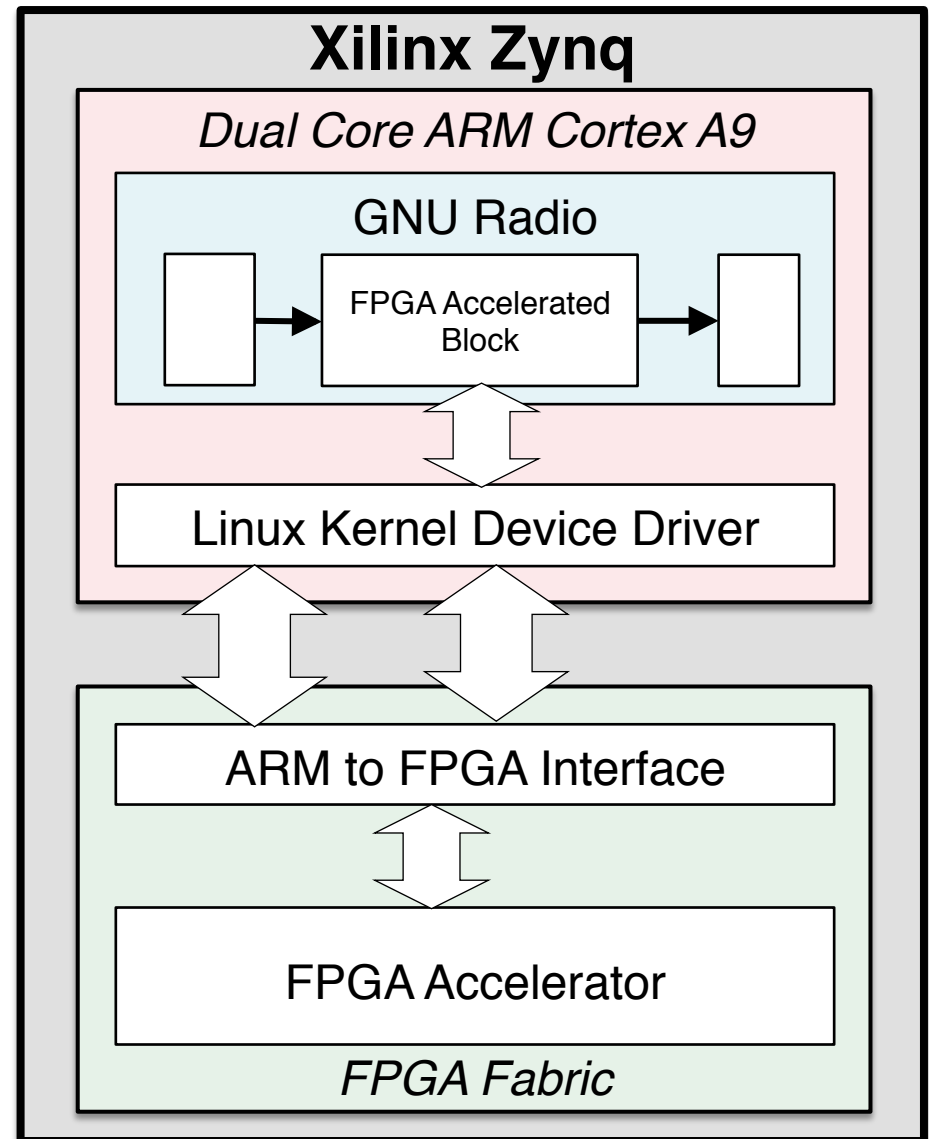 Xilinx Zynq
Dual Core ARM Cortex A9
GNU Radio
FPGA Accelerated
Block
Linux Kernel Device Driver
ARM to FPGA Interface
FPGA Accelerator
FPGA Fabric